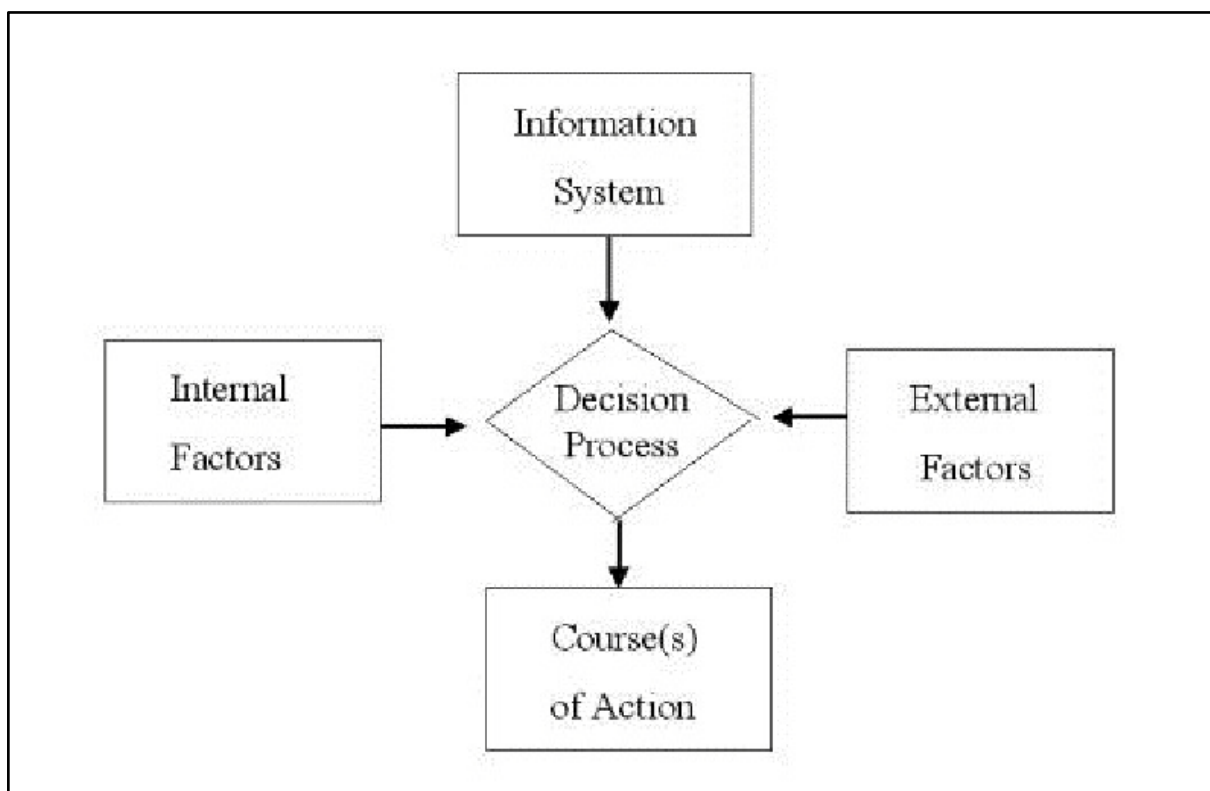 Information
System
Internal
Factors
Decision
Process
External
Factors
Course(s)
of Action